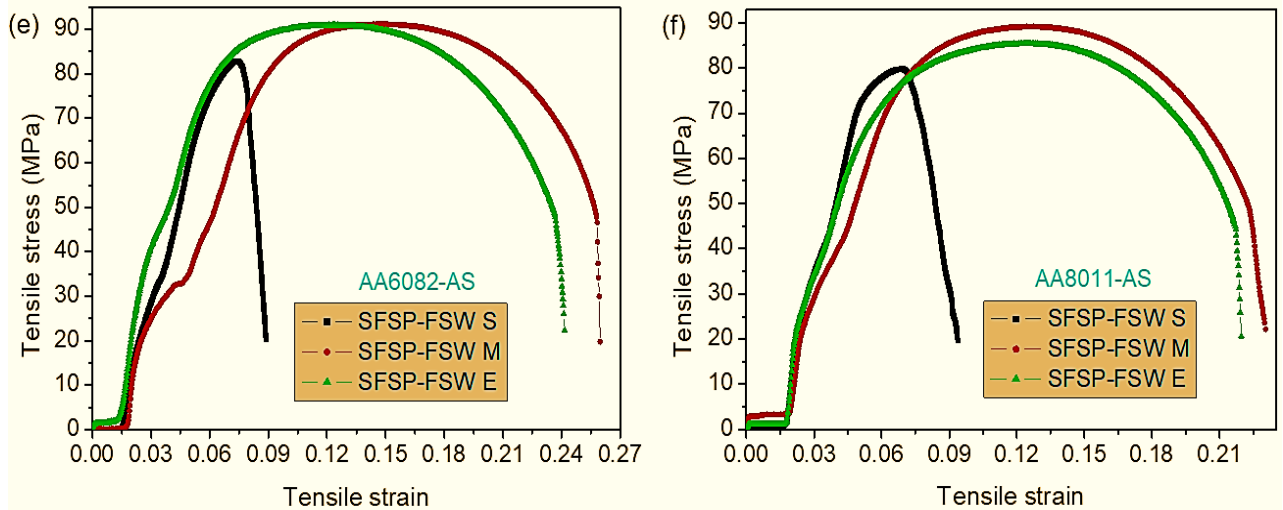 (e)
Tensile stress (MPa)
90
80
70
60
50
40
30
20
10
0
AA6082-AS
SFSP-FSW S
SFSP-FSW M
SFSP-FSW E
0.00 0.03 0.06 0.09 0.12 0.15 0.18 0.21 0.24 0.27
Tensile strain
(f)
Tensile stress (MPa)
90
80
70
60
50
40
30
20
10
0
AA8011-AS
SFSP-FSW S
SFSP-FSW M
SFSP-FSW E
0.00 0.03 0.06 0.09 0.12 0.15 0.18 0.21
Tensile strain